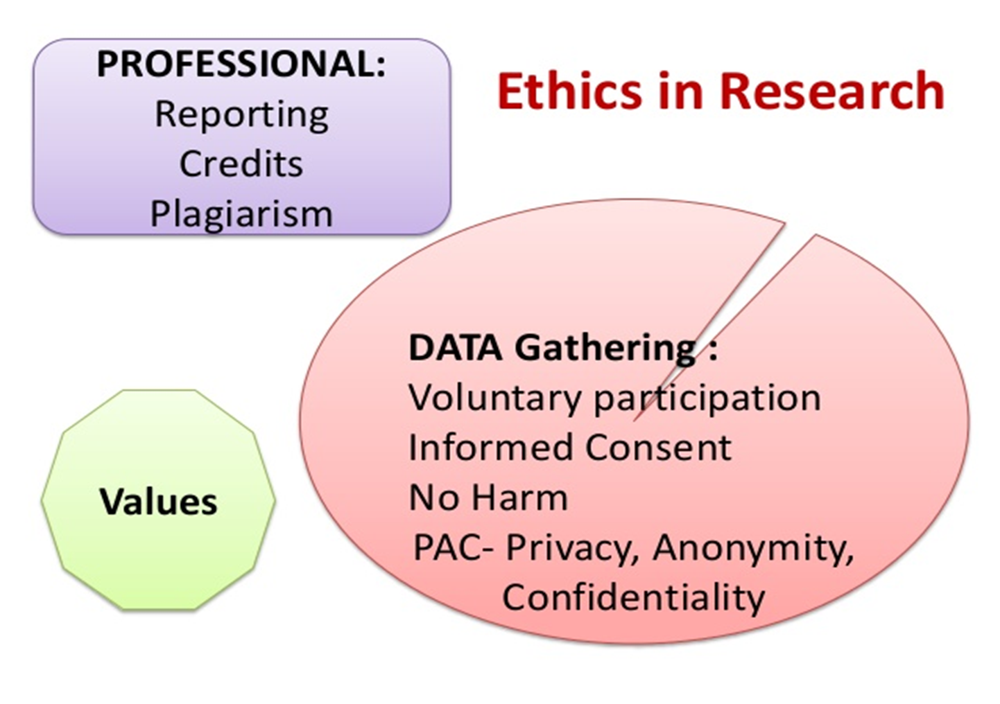 PROFESSIONAL:
Reporting
Credits
Plagiarism
Ethics in Research
DATA Gathering :
Voluntary participation
Informed Consent
No Harm
PAC- Privacy, Anonymity,
Confidentiality
Values